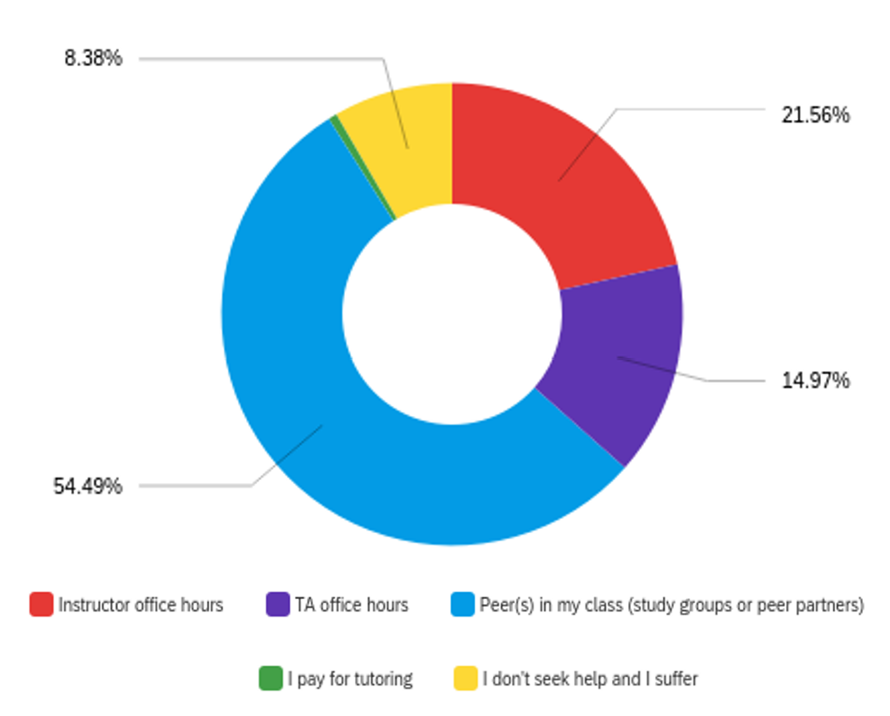 8.38%
21.56%
14.97%
54.49%
Instructor office hours
TA office hours
Peer(s) in my class (study groups or peer partners)
I pay for tutoring
I don't seek help and I suffer